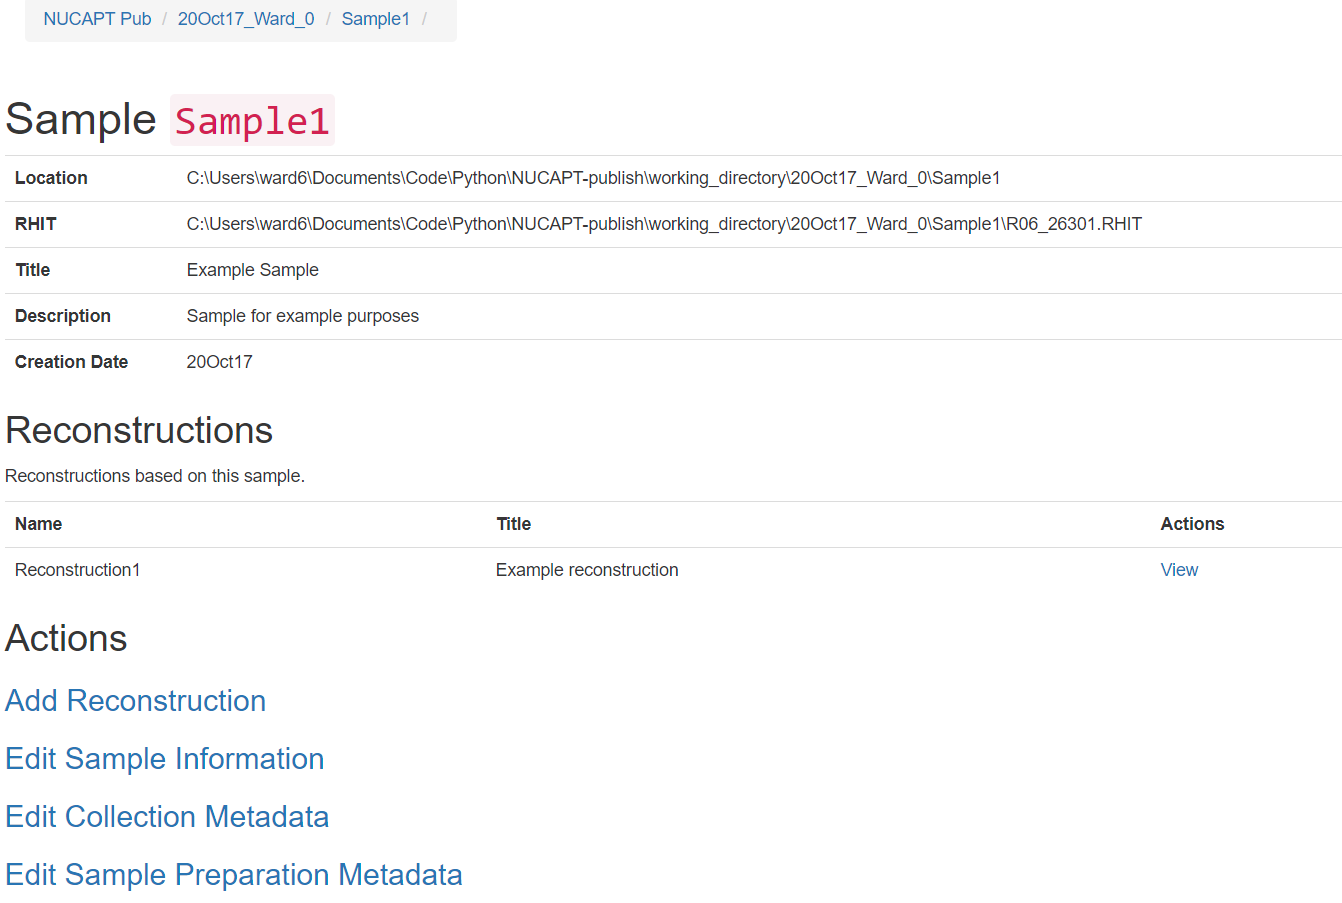 NUCAPT Pub / 20Oct17_Ward_0 / Sample1 /
Sample Sample1
Location C:\Users\ward6\Documents\Code\Python\NUCAPT-publish\working_directory\20Oct17_Ward_0\Sample1
RHIT C:\Users\ward6\Documents\Code\Python\NUCAPT-publish\working_directory\20Oct17_Ward_0\Sample1\R06_26301.RHIT
Title Example Sample
Description Sample for example purposes
Creation Date 20Oct17
Reconstructions
Reconstructions based on this sample.
Name Title Actions
Reconstruction1 Example reconstruction View
Actions
Add Reconstruction
Edit Sample Information
Edit Collection Metadata
Edit Sample Preparation Metadata